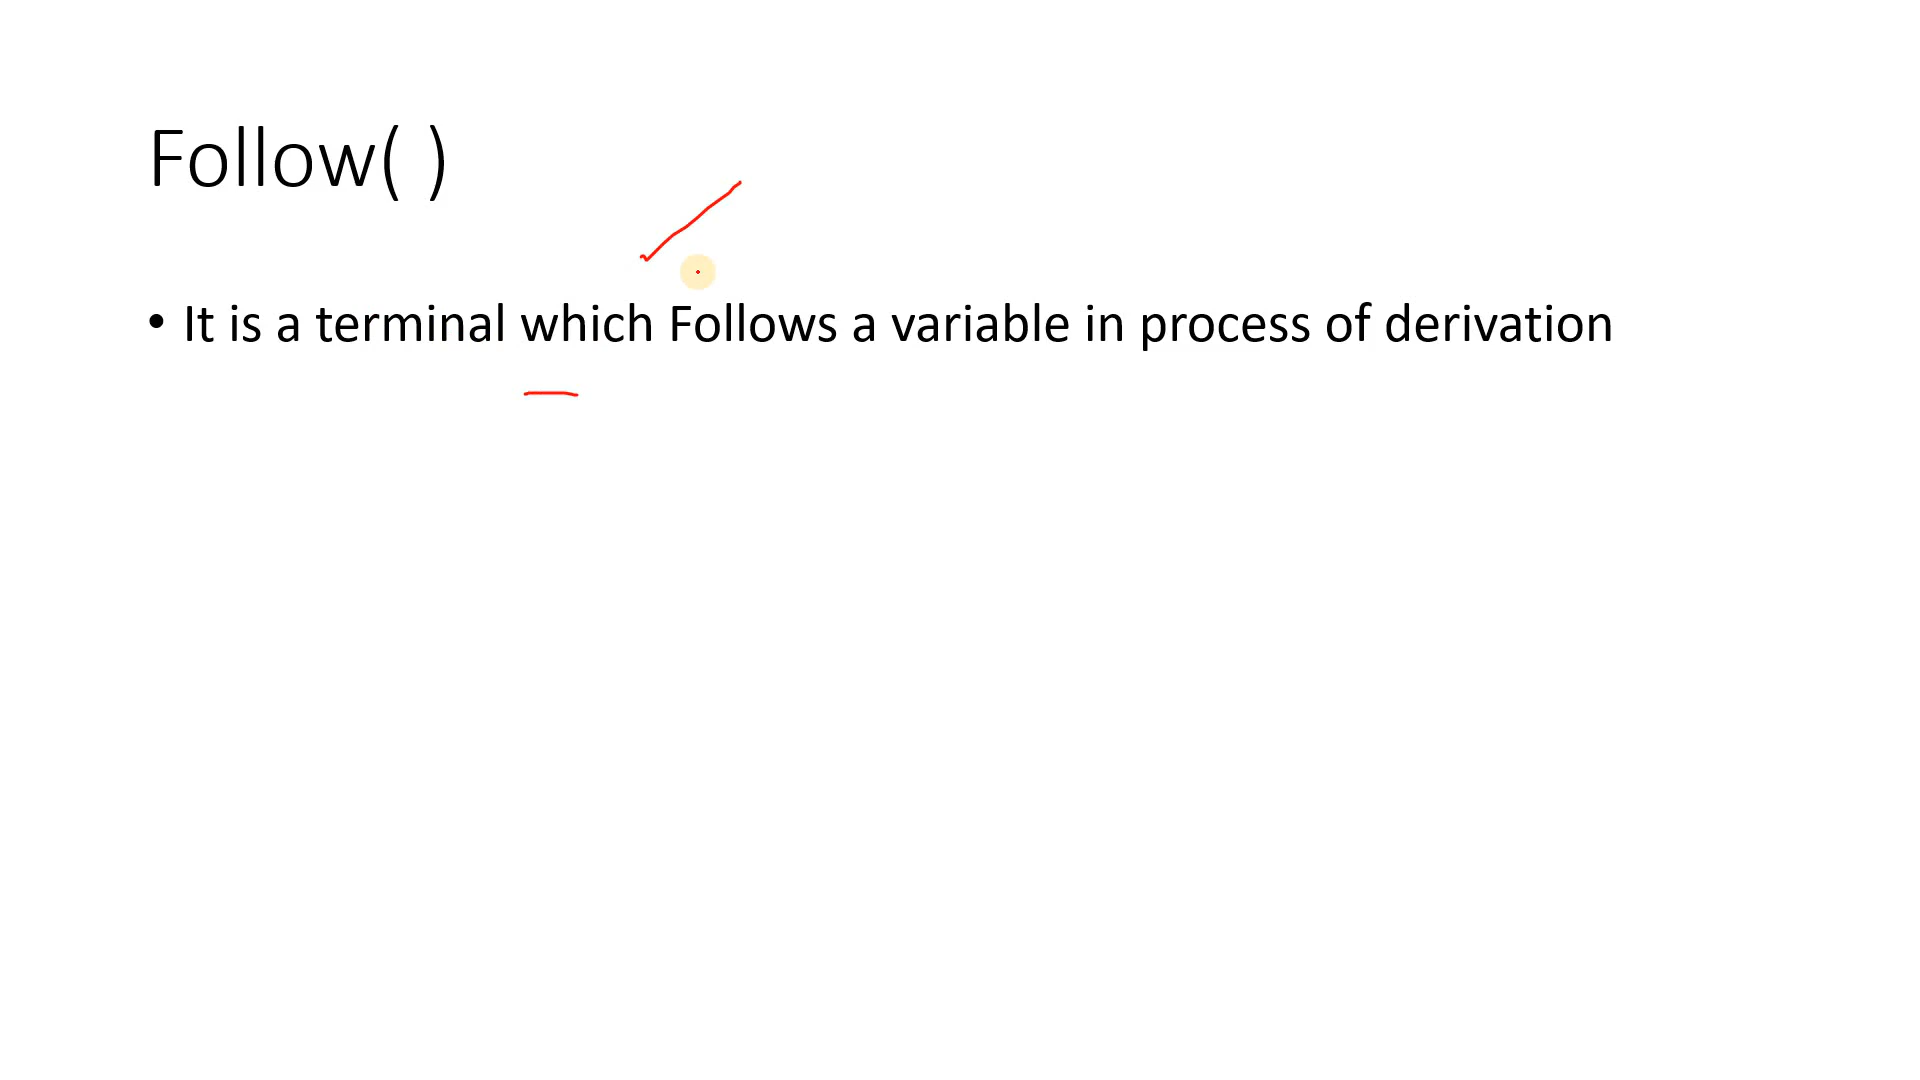 Follow( )
• It is a terminal which Follows a variable in process of derivation